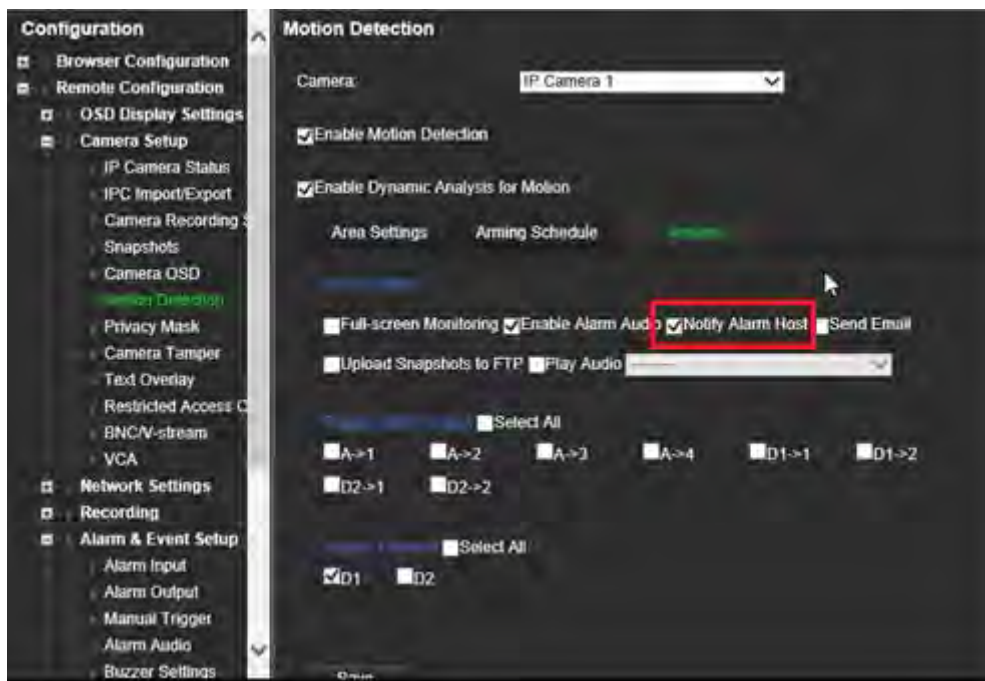 Configuration
Browser Configuration
Remote Configuration
OSD Display Settings
Camera Setup
IP Camera Status
IPC Import/Export
Camera Recording
Snapshots
Camera OSD
Motion Detection
Privacy Mask
Camera Tamper
Text Overlay
Restricted Access C
BNC/V-stream
VCA
Network Settings
Recording
Alarm & Event Setup
Alarm Input
Alarm Output
Manual Trigger
Alarm Audio
Buzzer Settings
Motion Detection
Camera: IP Camera 1
Enable Motion Detection
Enable Dynamic Analysis for Motion
Area Settings Arming Schedule
Full-screen Monitoring Enable Alarm Audio Notify Alarm Host Send Email
Upload Snapshots to FTP Play Audio
Select All
A->1 A->2 A->3 A->4 D1->1 D1->2
D2->1 D2->2
Select All
D1 D2
Save